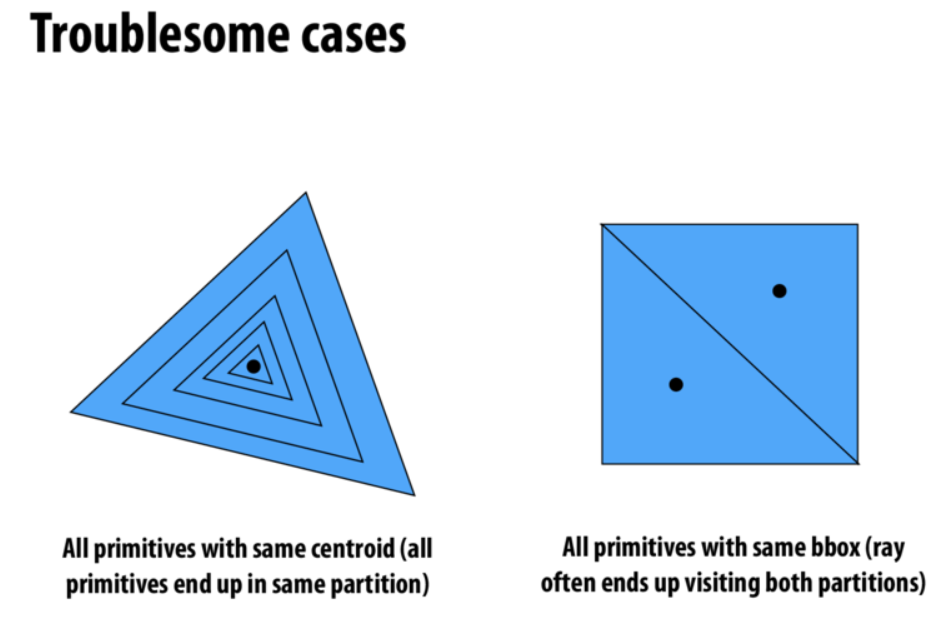 Troublesome cases
All primitives with same centroid (all
primitives end up in same partition)
All primitives with same bbox (ray
often ends up visiting both partitions)